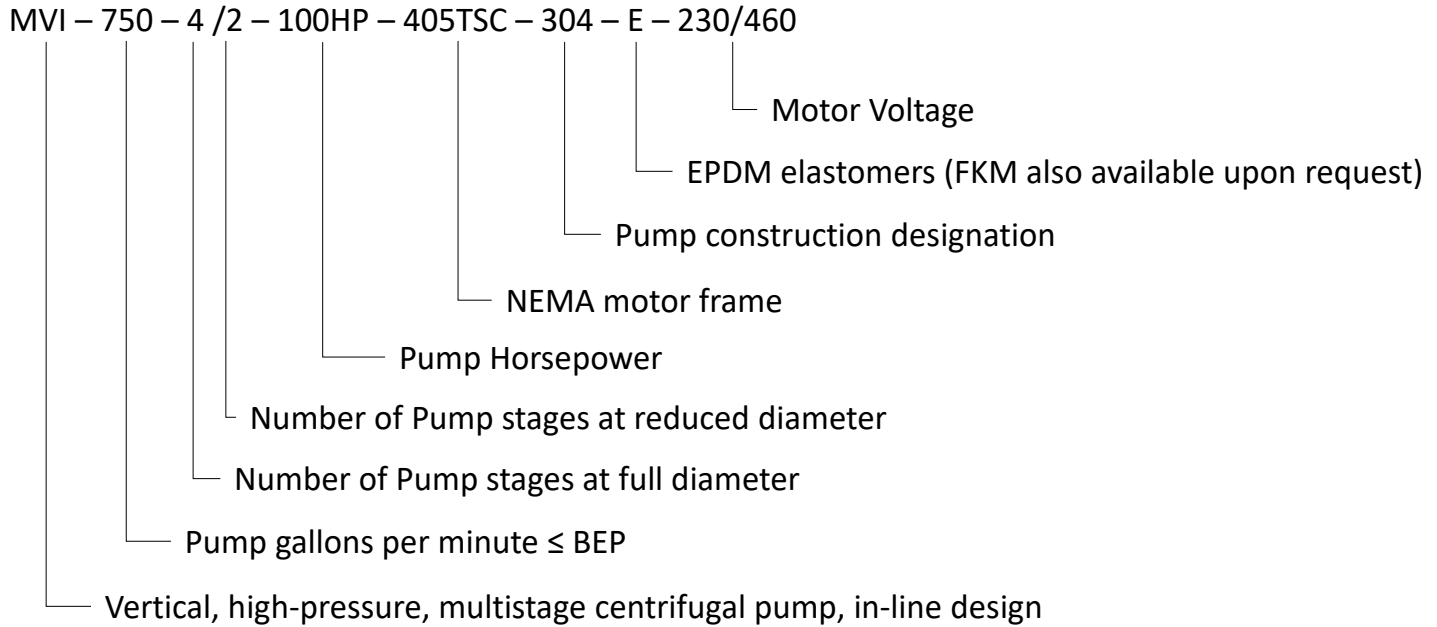 MVI – 750 – 4 /2 – 100HP – 405TSC – 304 – E – 230/460
Motor Voltage
EPDM elastomers (FKM also available upon request)
Pump construction designation
NEMA motor frame
Pump Horsepower
Number of Pump stages at reduced diameter
Number of Pump stages at full diameter
Pump gallons per minute ≤ BEP
Vertical, high-pressure, multistage centrifugal pump, in-line design